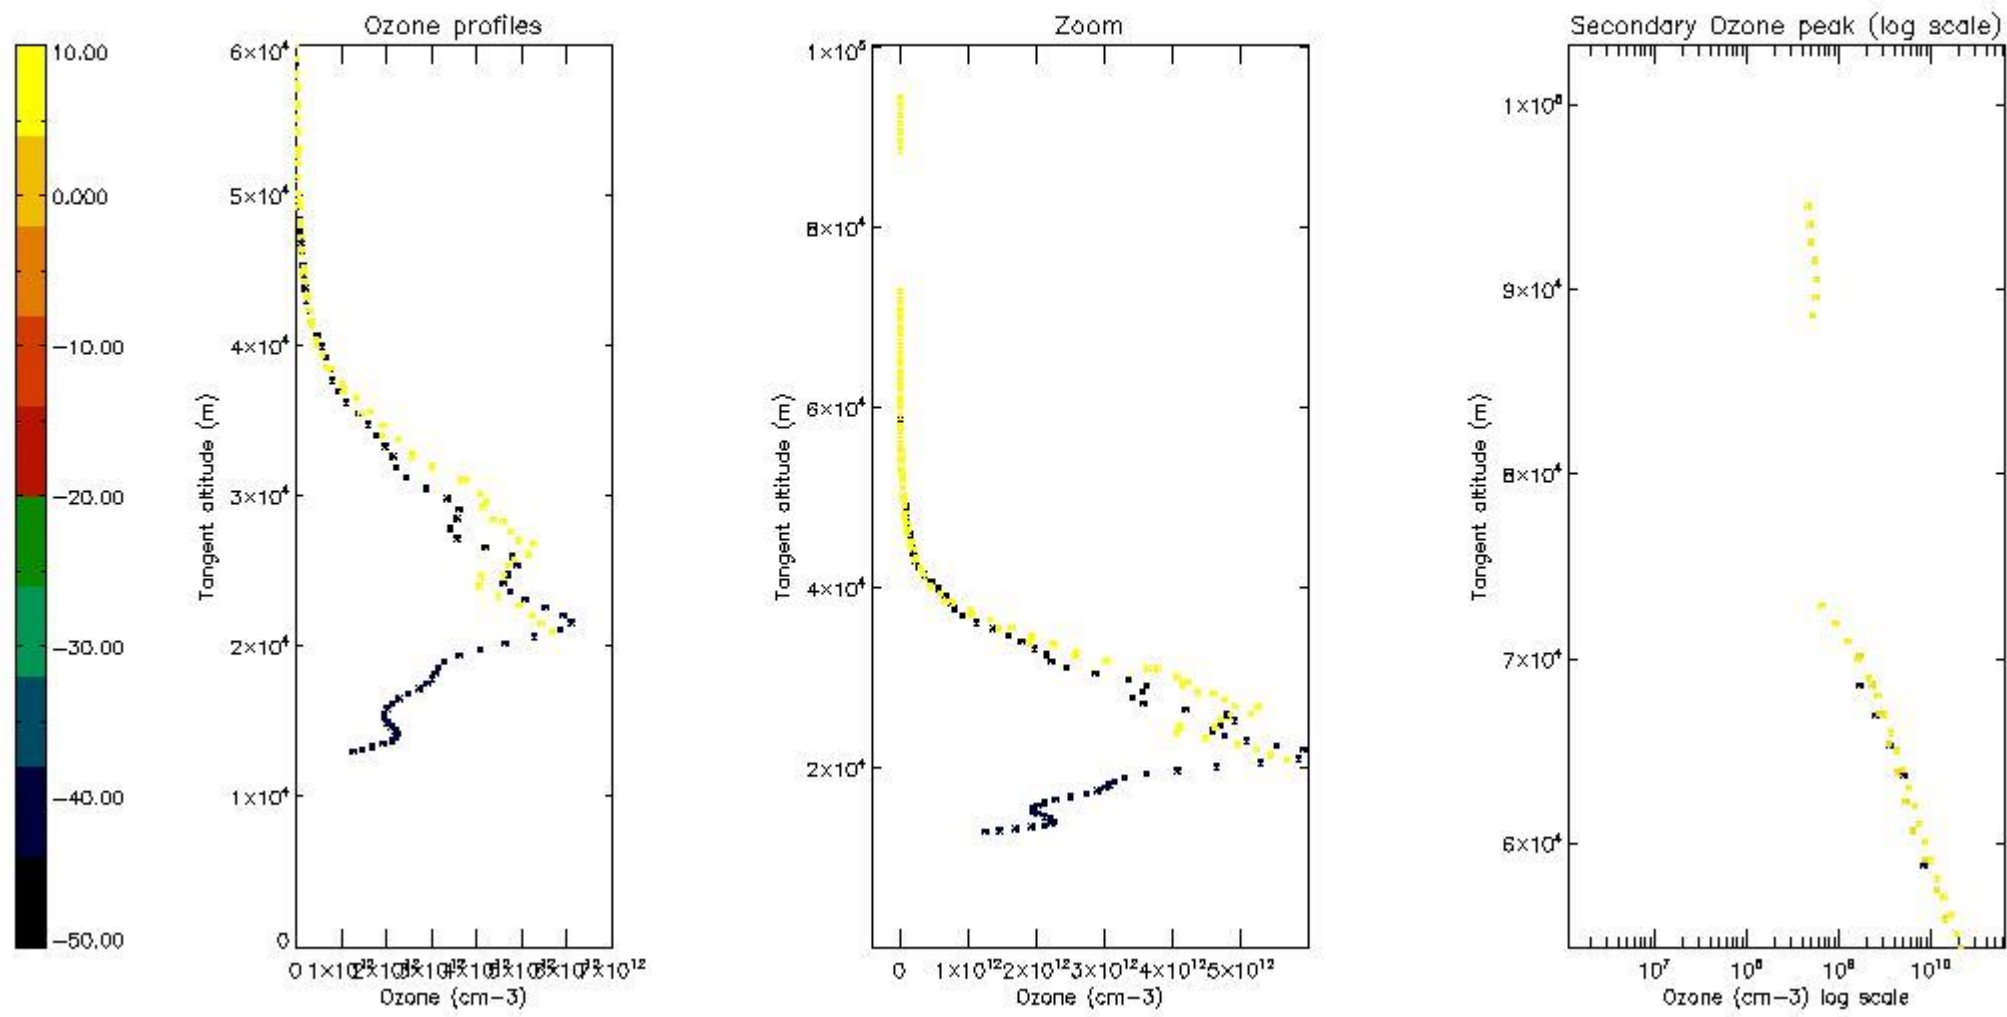 Ozone profiles
Zoom
Secondary Ozone peak (log scale)
10.00
0.000
-10.00
-20.00
-30.00
-40.00
-50.00
6×10⁴
5×10⁴
4×10⁴
3×10⁴
2×10⁴
1×10⁴
0
Tangent altitude (m)
0
Ozone (cm-3)
1×10⁵
8×10⁴
6×10⁴
4×10⁴
2×10⁴
Tangent altitude (m)
0 1×10¹² 2×10¹² 3×10¹² 4×10¹² 5×10¹²
Ozone (cm-3)
9×10⁴
8×10⁴
7×10⁴
6×10⁴
Tangent altitude (m)
10⁷ 10¹⁰
Ozone (cm-3) log scale